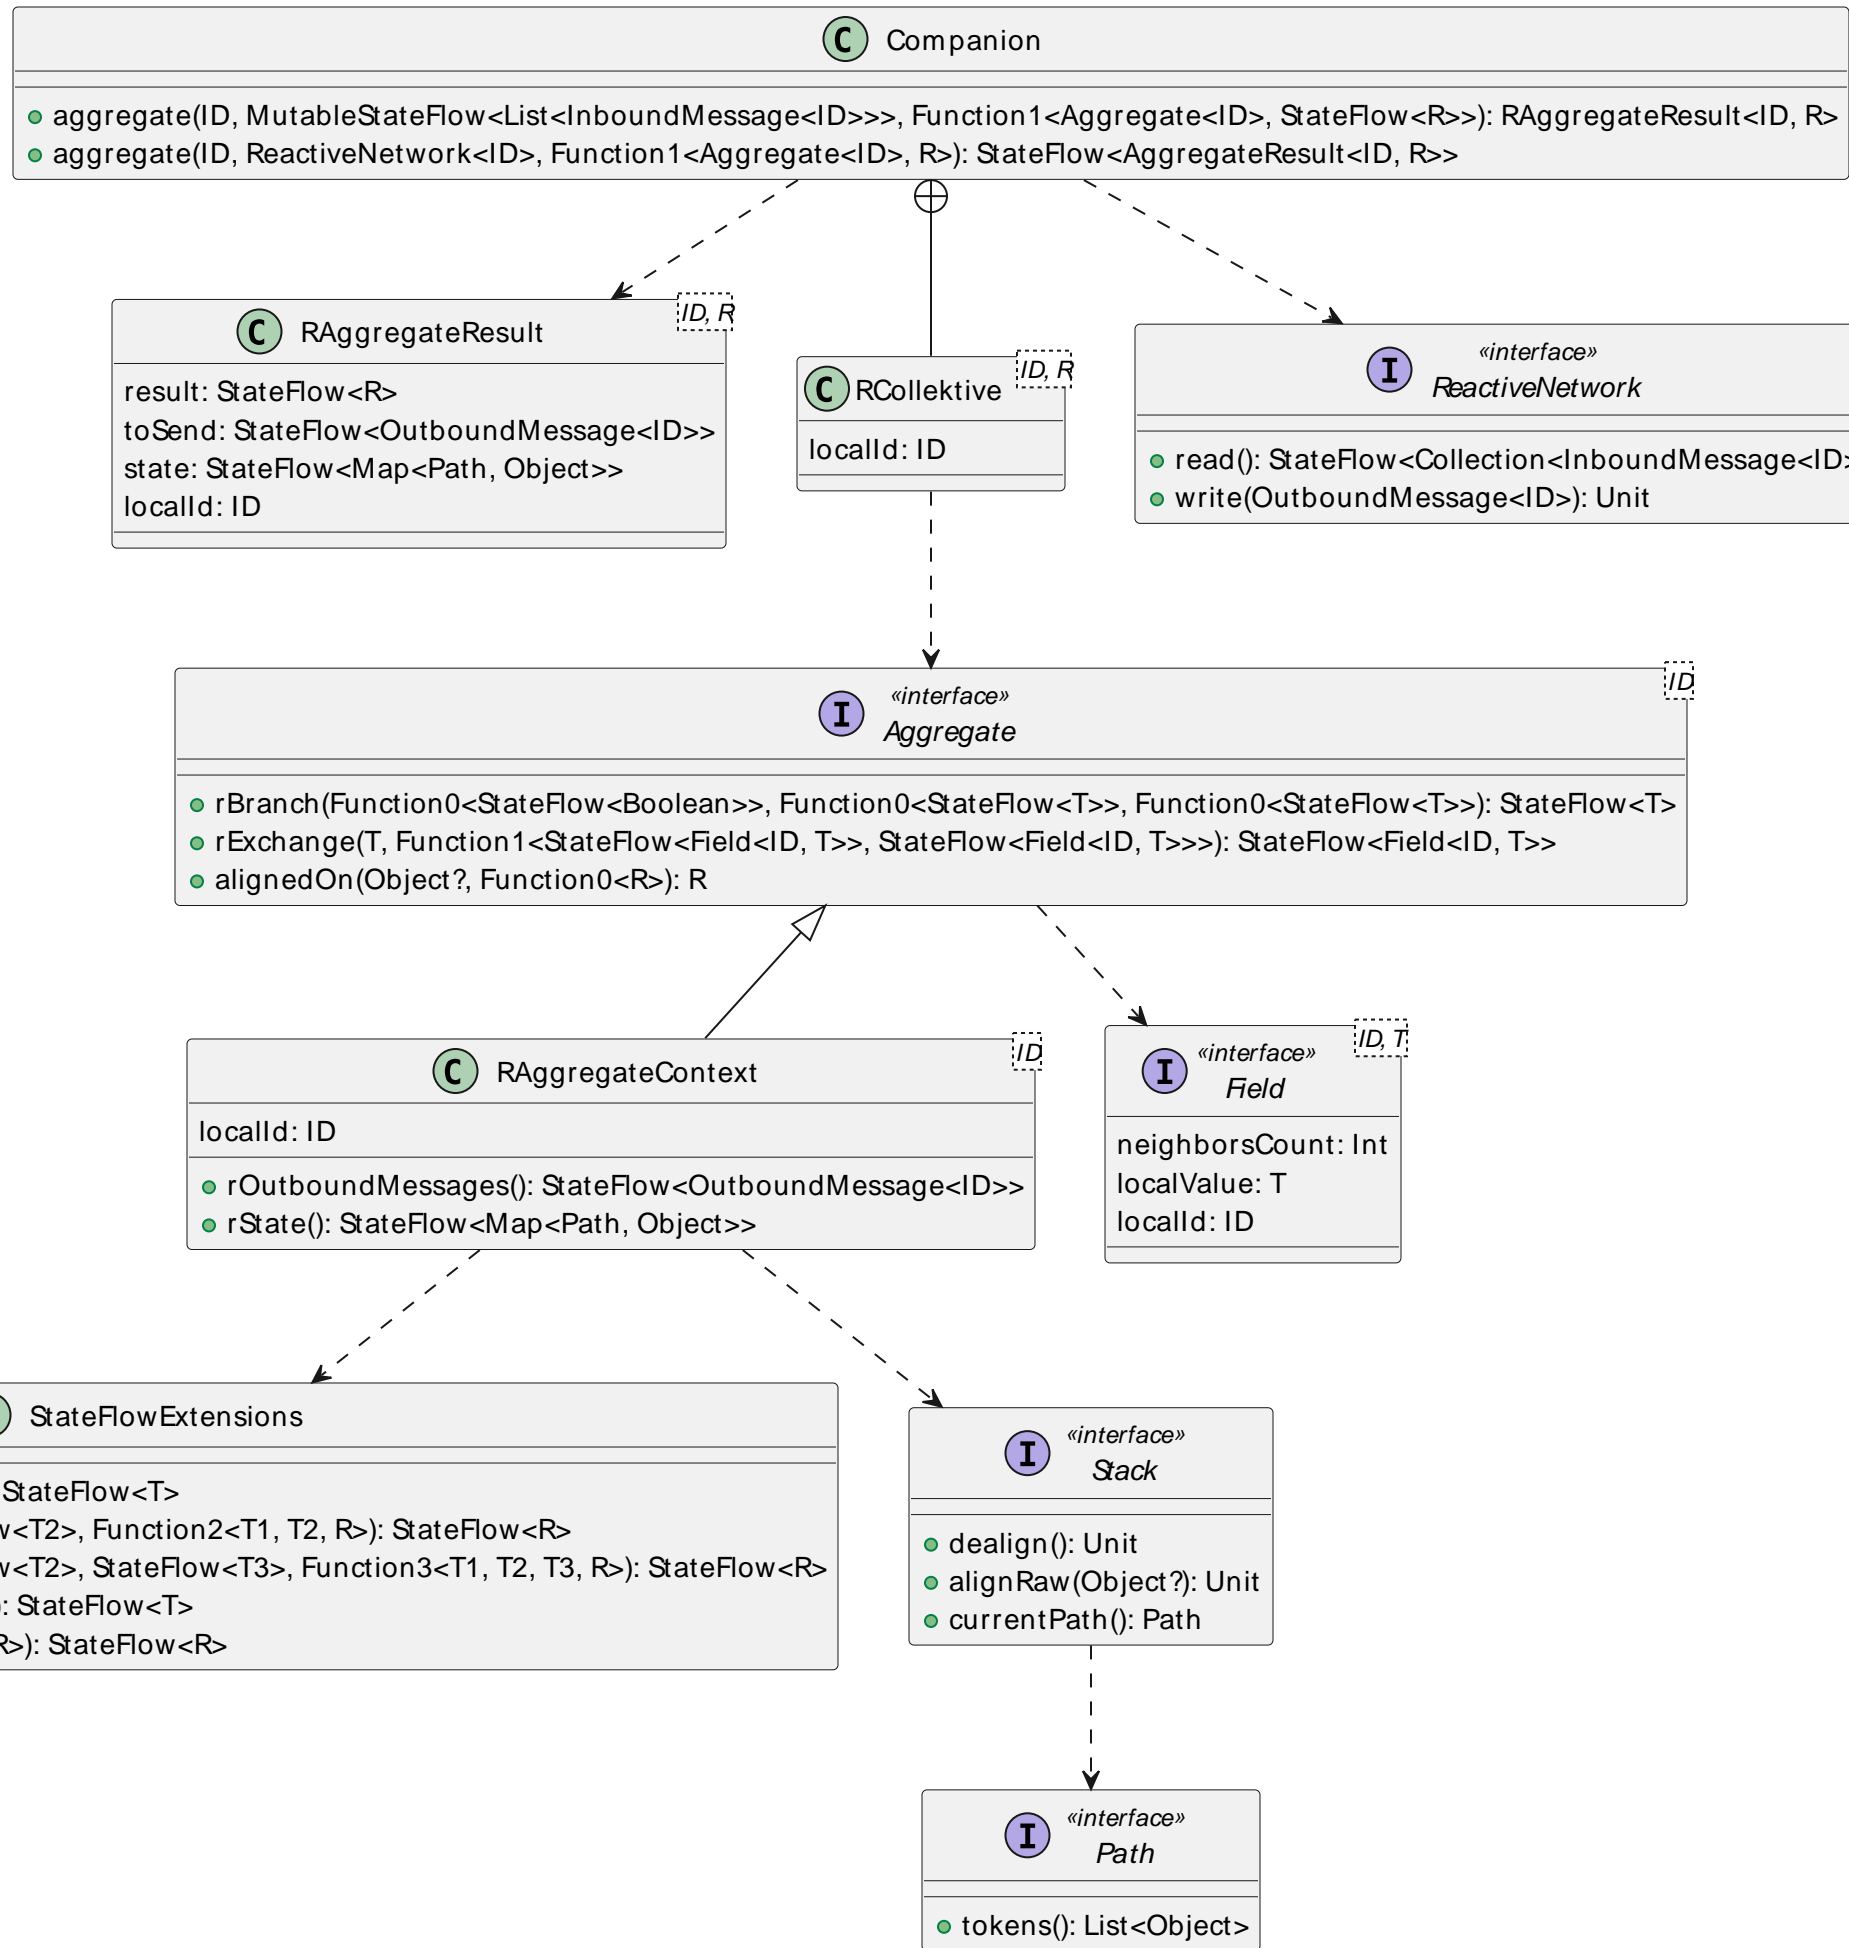 C Companion
aggregate(ID, MutableStateFlow<List<InboundMessage<ID>>>, Function1<Aggregate<ID>, StateFlow<R>>): RAggregateResult<ID, R>
aggregate(ID, ReactiveNetwork<ID>, Function1<Aggregate<ID>, R>): StateFlow<AggregateResult<ID, R>>
ID, R
C RAggregateResult
result: StateFlow<R>
toSend: StateFlow<OutboundMessage<ID>>
state: StateFlow<Map<Path, Object>>
localId: ID
ID, R
C RCollektive
localId: ID
«interface»
I ReactiveNetwork
read(): StateFlow<Collection<InboundMessage<ID>
write(OutboundMessage<ID>): Unit
ID
«interface»
I Aggregate
rBranch(Function0<StateFlow<Boolean>>, Function0<StateFlow<T>>, Function0<StateFlow<T>>): StateFlow<T>
rExchange(T, Function1<StateFlow<Field<ID, T>>, StateFlow<Field<ID, T>>>): StateFlow<Field<ID, T>>
alignedOn(Object?, Function0<R>): R
ID
C RAggregateContext
localId: ID
rOutboundMessages(): StateFlow<OutboundMessage<ID>>
rState(): StateFlow<Map<Path, Object>>
ID, T
«interface»
I Field
neighborsCount: Int
localValue: T
localId: ID
StateFlowExtensions
StateFlow<T>
<T2>, Function2<T1, T2, R>): StateFlow<R>
<T2>, StateFlow<T3>, Function3<T1, T2, T3, R>): StateFlow<R>
: StateFlow<T>
R>): StateFlow<R>
«interface»
I Stack
dealign(): Unit
alignRaw(Object?): Unit
currentPath(): Path
«interface»
I Path
tokens(): List<Object>